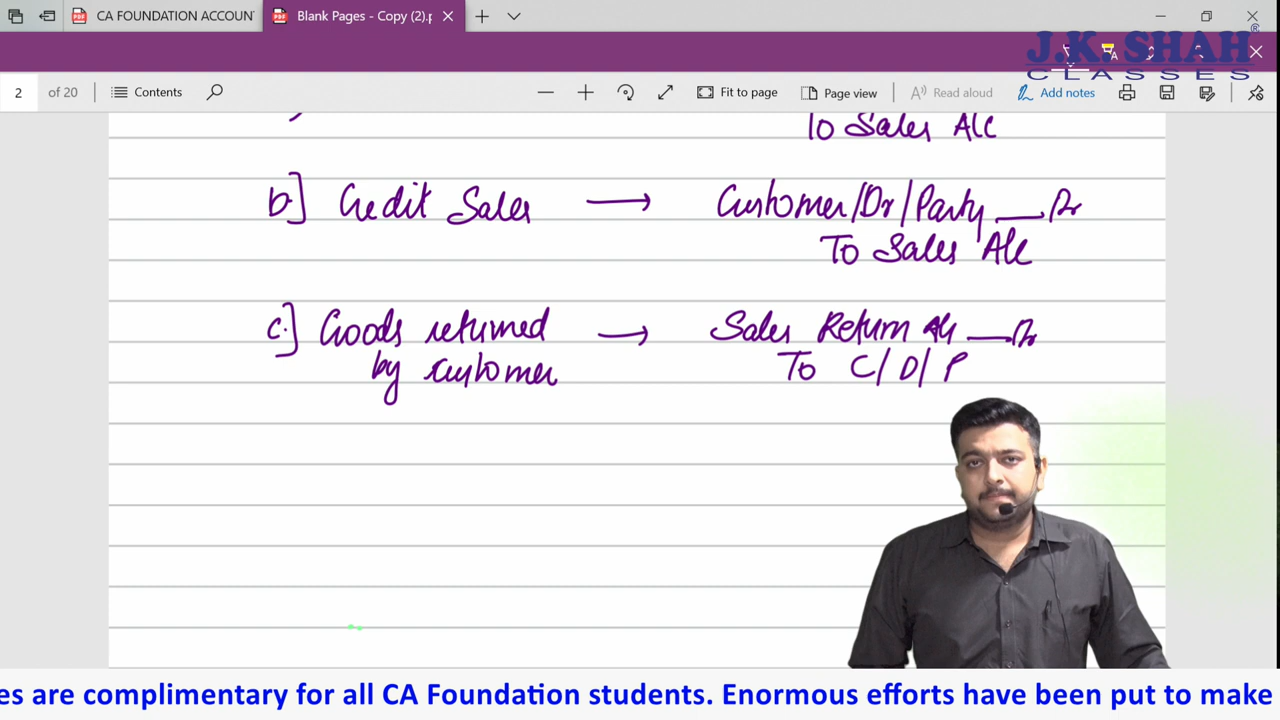 CA FOUNDATION ACCOUN
Blank Pages - Copy (2).p
J.K. SHAH ®
CLASSES
2 of 20 Contents Fit to page Page view Read aloud Add notes
To Sales A/c
b.] Credit Sales → Customer/Dr/Party __ Dr
To Sales A/c
c.] Goods returned → Sales Return A/c __ Dr
by customer To C/ D/ P
es are complimentary for all CA Foundation students. Enormous efforts have been put to make